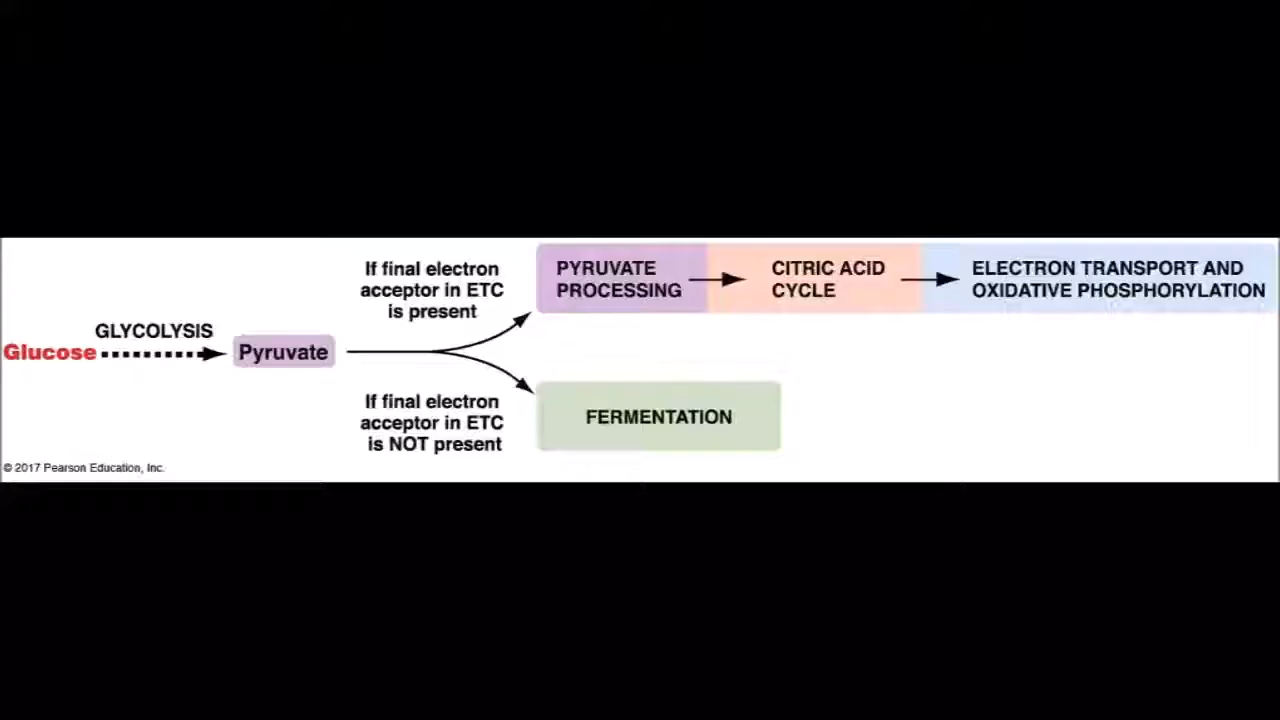 If final electron
acceptor in ETC
is present
PYRUVATE
PROCESSING
CITRIC ACID
CYCLE
ELECTRON TRANSPORT AND
OXIDATIVE PHOSPHORYLATION
GLYCOLYSIS
Glucose
Pyruvate
If final electron
acceptor in ETC
is NOT present
FERMENTATION
© 2017 Pearson Education, Inc.